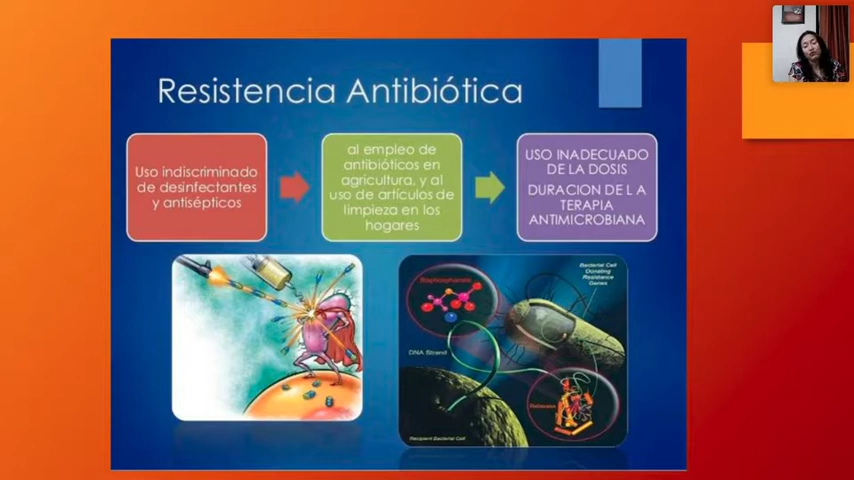 Resistencia Antibiótica
Uso indiscriminado
de desinfectantes
y antisépticos
al empleo de
antibióticos en
agricultura, y al
uso de artículos de
limpieza en los
hogares
USO INADECUADO
DE LA DOSIS
DURACION DE L A
TERAPIA
ANTIMICROBIANA
Bacterial Cell
Donating
Resistance
Genes
DNA Strand
Recipient Bacterial Cell